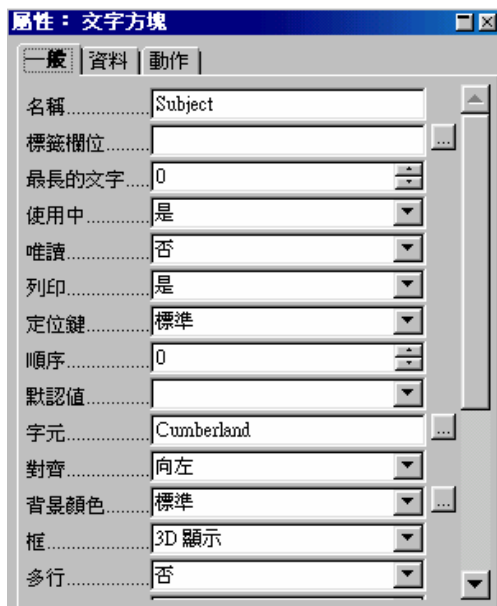 屬性：文字方塊
一般 資料 動作
名稱................Subject
標籤欄位.........
最長的文字.....0
使用中............是
唯讀................否
列印................是
定位鍵............標準
順序................0
默認值............
字元................Cumberland
對齊................向左
背景顏色........標準
框....................3D 顯示
多行................否